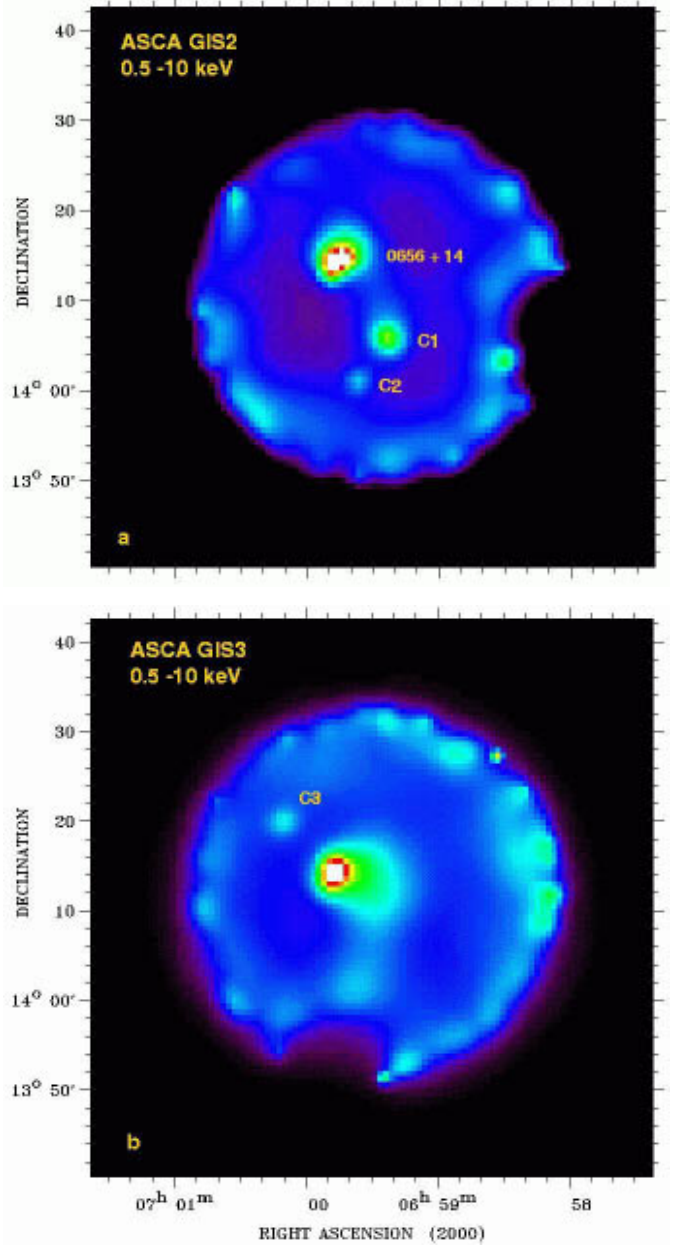 ASCA GIS2
0.5 -10 keV
40
30
20
10
14° 00'
13° 50'
DECLINATION
0656 + 14
C1
C2
a
ASCA GIS3
0.5 -10 keV
40
30
20
10
14° 00'
13° 50'
DECLINATION
C3
b
07ʰ 01ᵐ 00 06ʰ 59ᵐ 58
RIGHT ASCENSION (2000)